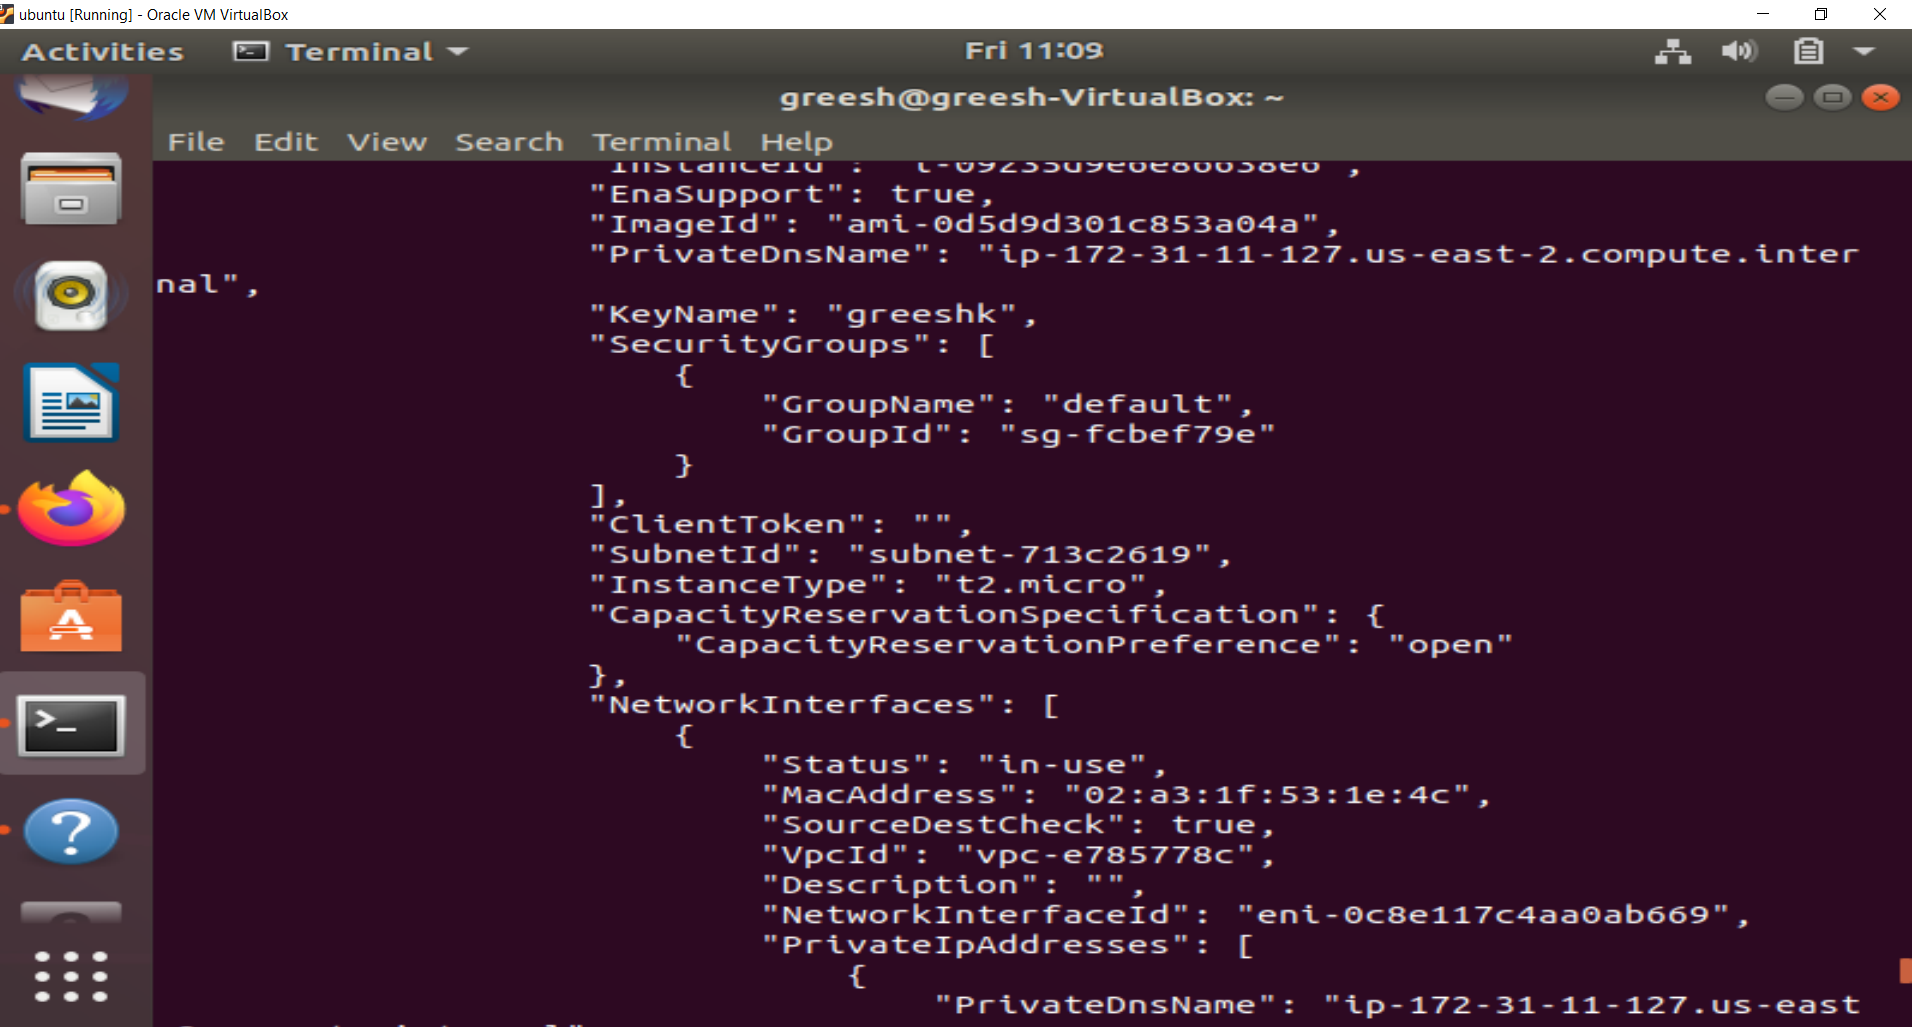 ubuntu [Running] - Oracle VM VirtualBox
Activities Terminal Fri 11:09
greesh@greesh-VirtualBox: ~
File Edit View Search Terminal Help
"InstanceId":
"EnaSupport": true,
"ImageId": "ami-0d5d9d301c853a04a",
"PrivateDnsName": "ip-172-31-11-127.us-east-2.compute.inter
nal",
"KeyName": "greeshk",
"SecurityGroups": [
{
"GroupName": "default",
"GroupId": "sg-fcbef79e"
}
],
"ClientToken": "",
"SubnetId": "subnet-713c2619",
"InstanceType": "t2.micro",
"CapacityReservationSpecification": {
"CapacityReservationPreference": "open"
},
"NetworkInterfaces": [
{
"Status": "in-use",
"MacAddress": "02:a3:1f:53:1e:4c",
"SourceDestCheck": true,
"VpcId": "vpc-e785778c",
"Description": "",
"NetworkInterfaceId": "eni-0c8e117c4aa0ab669",
"PrivateIpAddresses": [
{
"PrivateDnsName": "ip-172-31-11-127.us-east